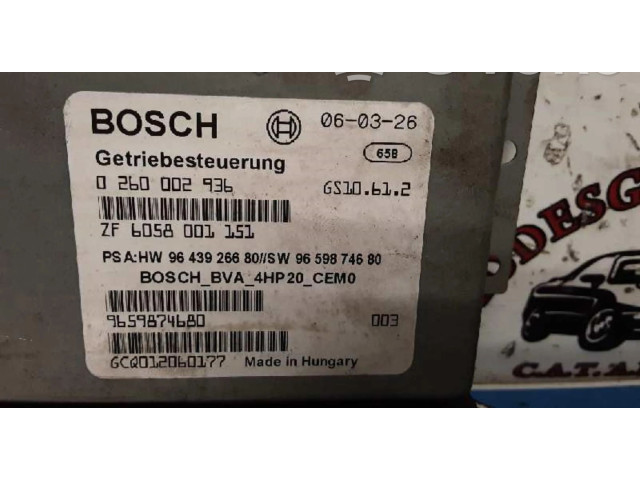 BOSCH 06-03-26
658
Getriebesteuerung
0 260 002 936 GS10.61.2
ZF 6058 001 151
PSA:HW 96 439 266 80//SW 96 598 746 80
BOSCH_BVA_4HP20_CEM0
9659874680 003
GCQ012060177 Made in Hungary
C.A.T.A.